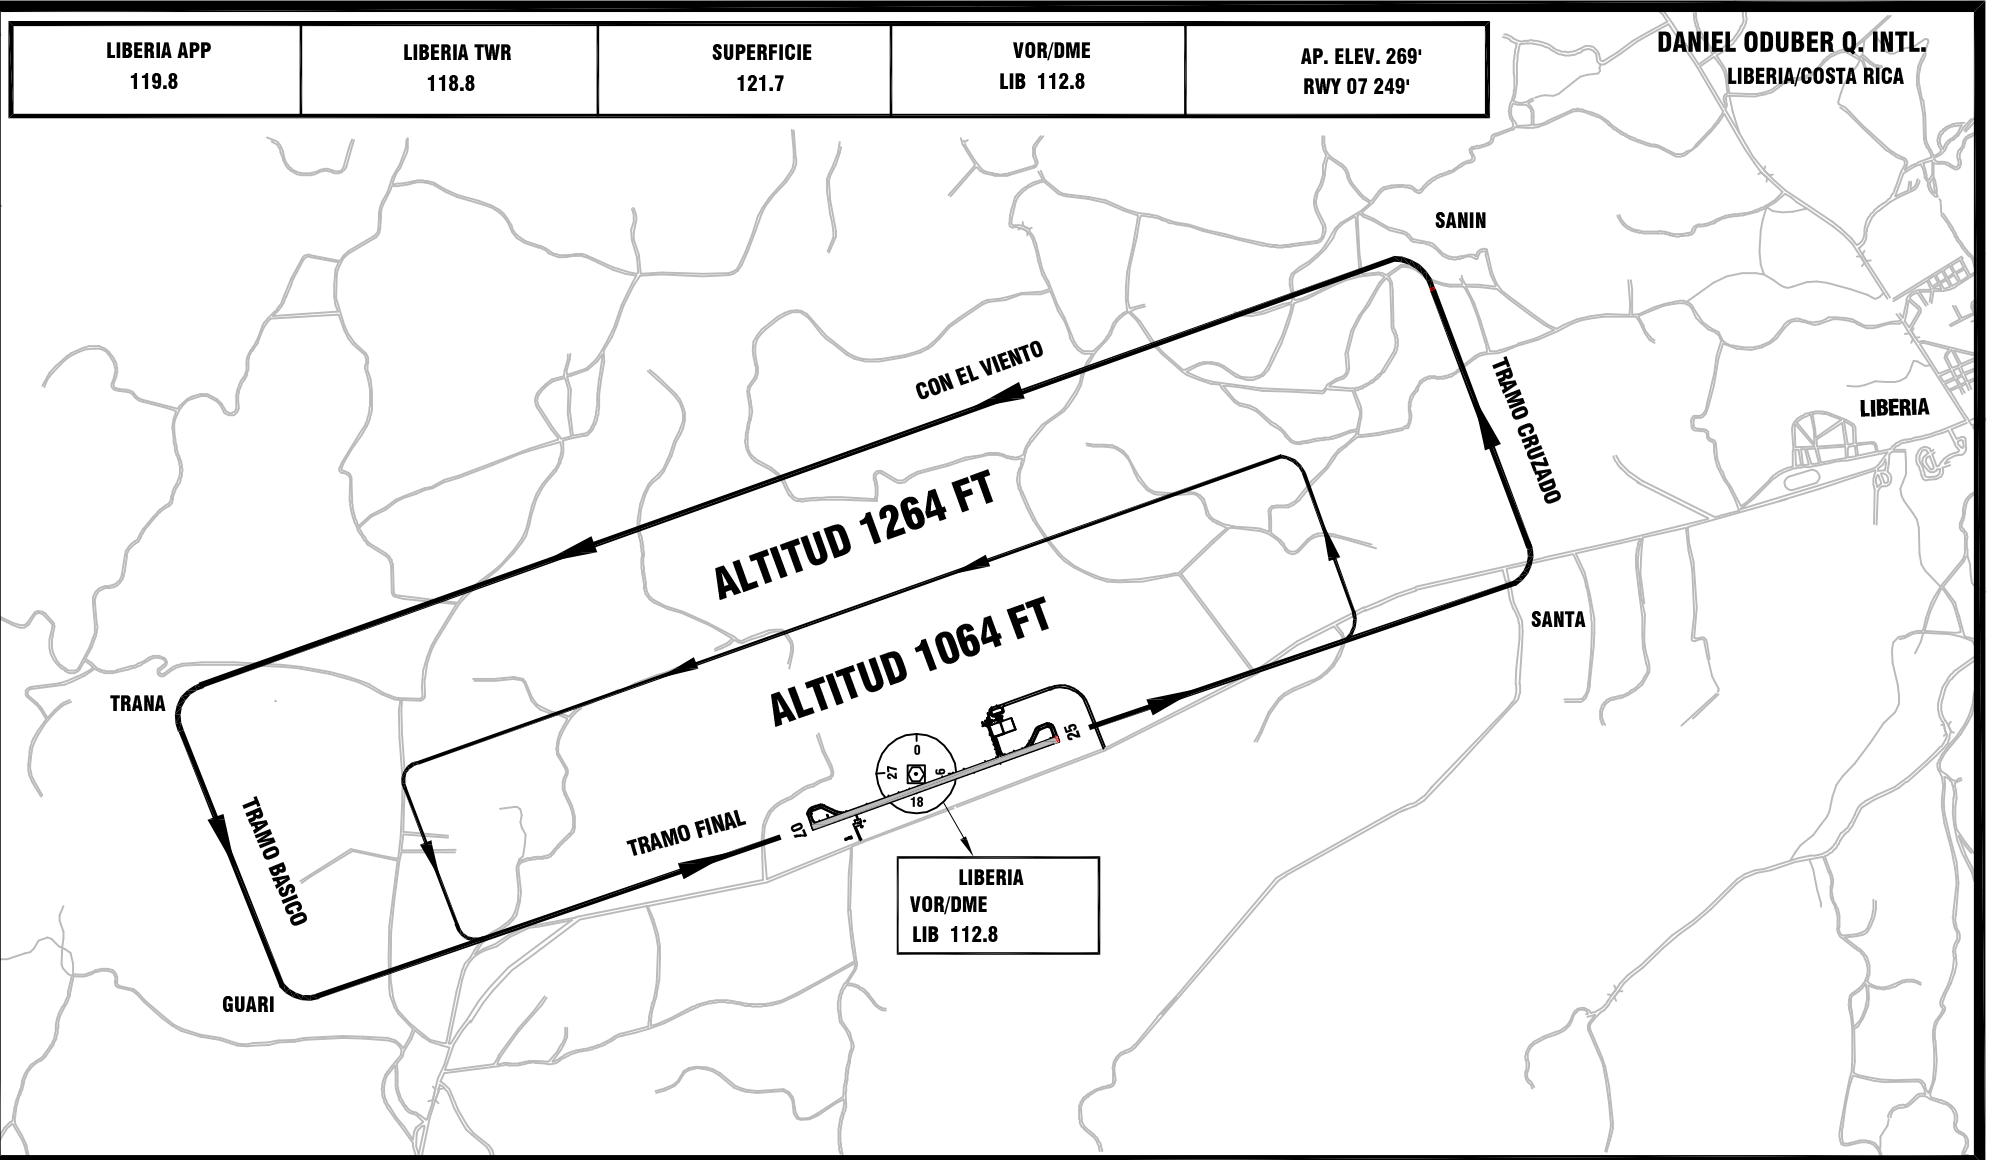 LIBERIA APP
119.8
LIBERIA TWR
118.8
SUPERFICIE
121.7
VOR/DME
LIB 112.8
AP. ELEV. 269'
RWY 07 249'
DANIEL ODUBER Q. INTL.
LIBERIA/COSTA RICA
SANIN
CON EL VIENTO
TRAMO CRUZADO
LIBERIA
ALTITUD 1264 FT
ALTITUD 1064 FT
SANTA
TRANA
25
0
27
9
18
07
TRAMO FINAL
TRAMO BASICO
LIBERIA
VOR/DME
LIB 112.8
GUARI